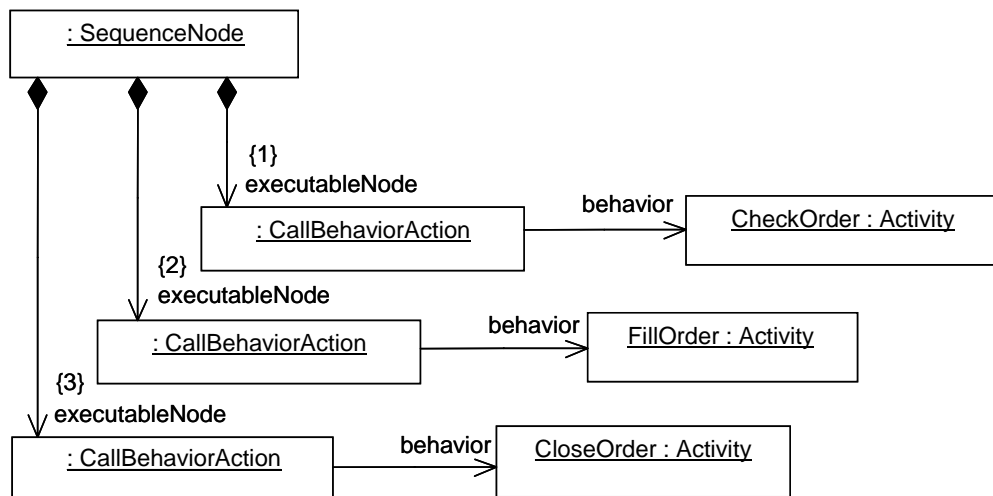 : SequenceNode
{1}
executableNode
: CallBehaviorAction
behavior
CheckOrder : Activity
{2}
executableNode
: CallBehaviorAction
behavior
FillOrder : Activity
{3}
executableNode
: CallBehaviorAction
behavior
CloseOrder : Activity